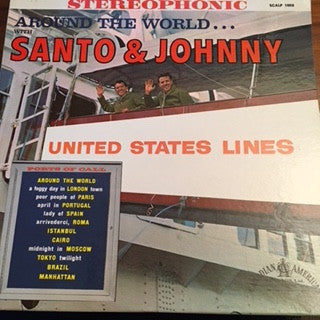 STEREOPHONIC
SCALP 1002
AROUND THE WORLD...
WITH
SANTO & JOHNNY
UNITED STATES LINES
PORTS OF CALL
AROUND THE WORLD
a foggy day in LONDON town
poor people of PARIS
april in PORTUGAL
lady of SPAIN
arrivederci, ROMA
ISTANBUL
CAIRO
midnight in MOSCOW
TOKYO twilight
BRAZIL
MANHATTAN